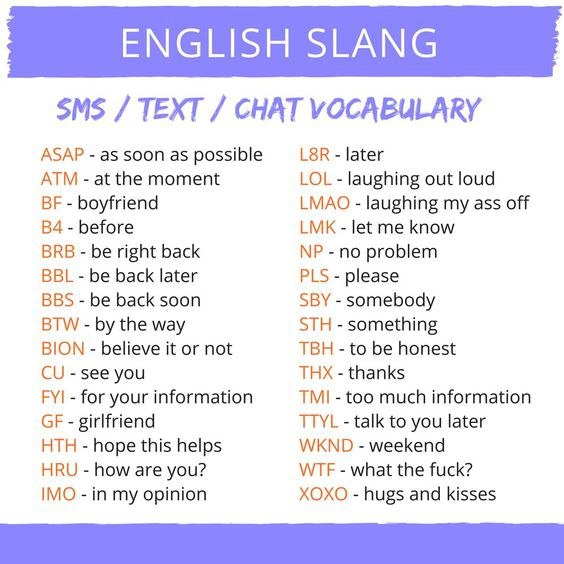 ENGLISH SLANG
SMS / TEXT / CHAT VOCABULARY
ASAP - as soon as possible
ATM - at the moment
BF - boyfriend
B4 - before
BRB - be right back
BBL - be back later
BBS - be back soon
BTW - by the way
BION - believe it or not
CU - see you
FYI - for your information
GF - girlfriend
HTH - hope this helps
HRU - how are you?
IMO - in my opinion
L8R - later
LOL - laughing out loud
LMAO - laughing my ass off
LMK - let me know
NP - no problem
PLS - please
SBY - somebody
STH - something
TBH - to be honest
THX - thanks
TMI - too much information
TTYL - talk to you later
WKND - weekend
WTF - what the fuck?
XOXO - hugs and kisses